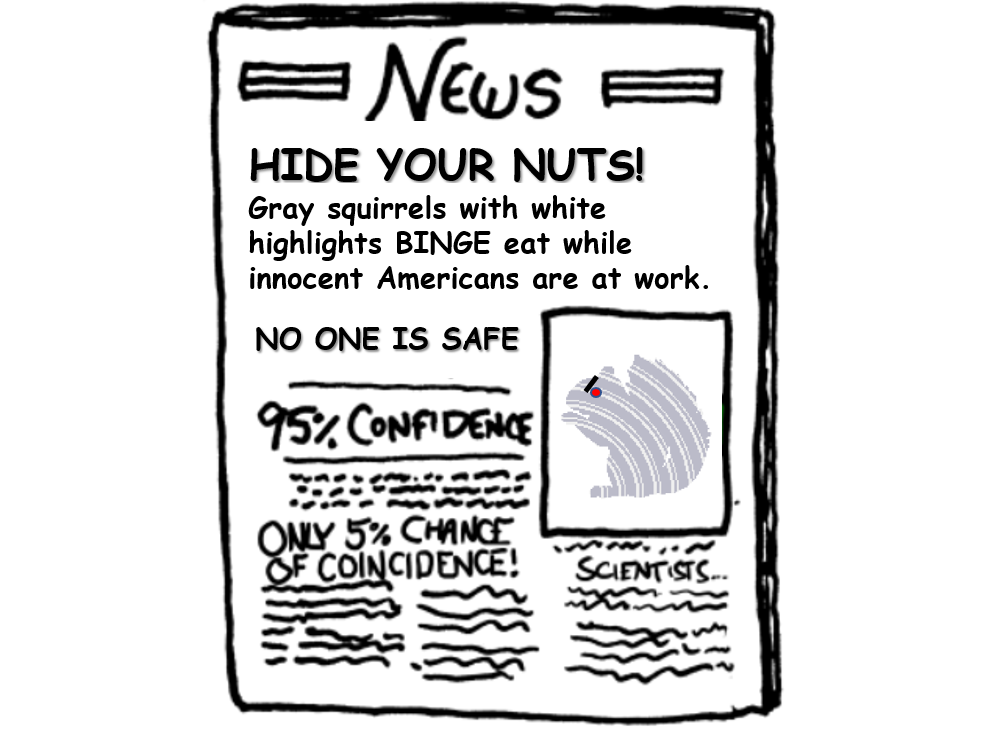 News
HIDE YOUR NUTS!
Gray squirrels with white
highlights BINGE eat while
innocent Americans are at work.
NO ONE IS SAFE
95% CONFIDENCE
ONLY 5% CHANCE
OF COINCIDENCE!
SCIENTISTS...